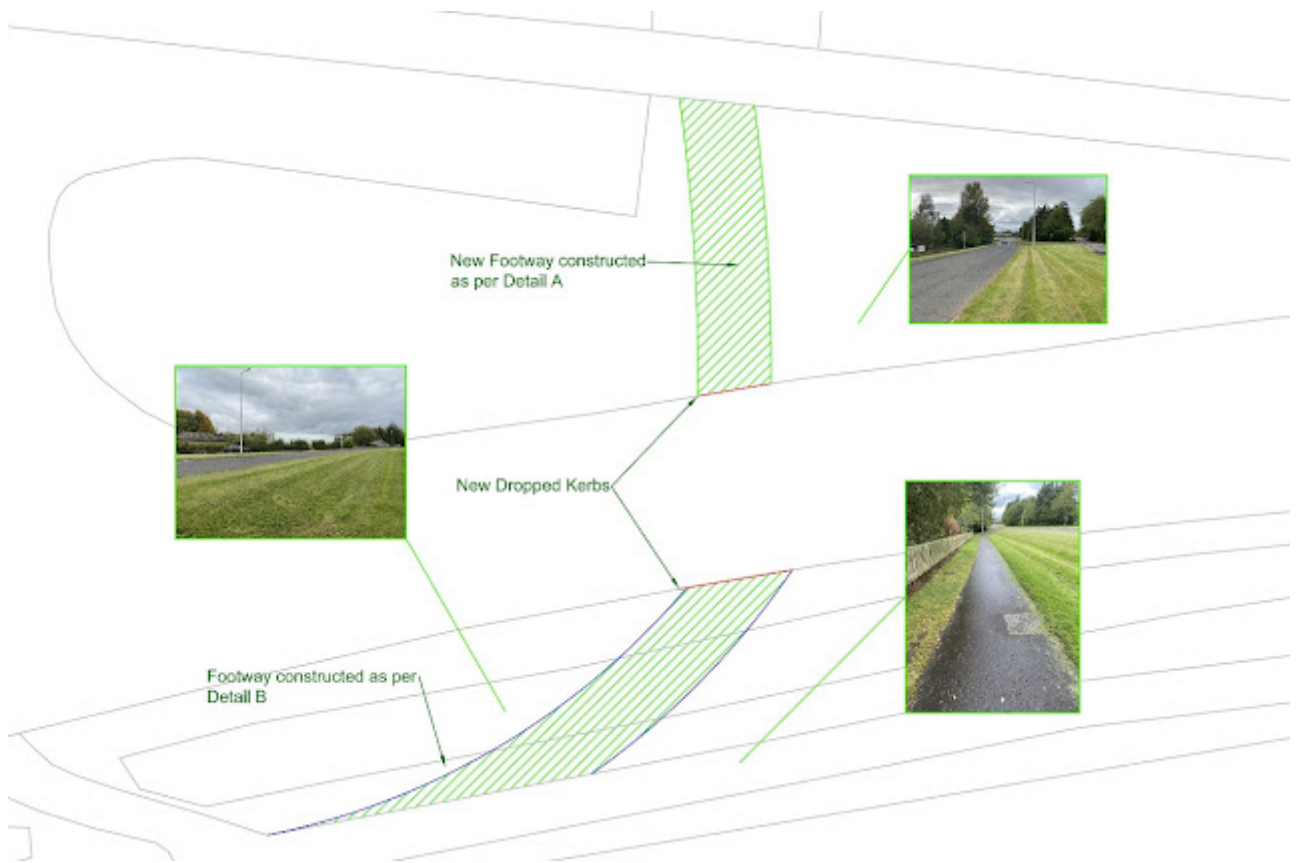 New Footway constructed
as per Detail A
New Dropped Kerbs
Footway constructed as per
Detail B